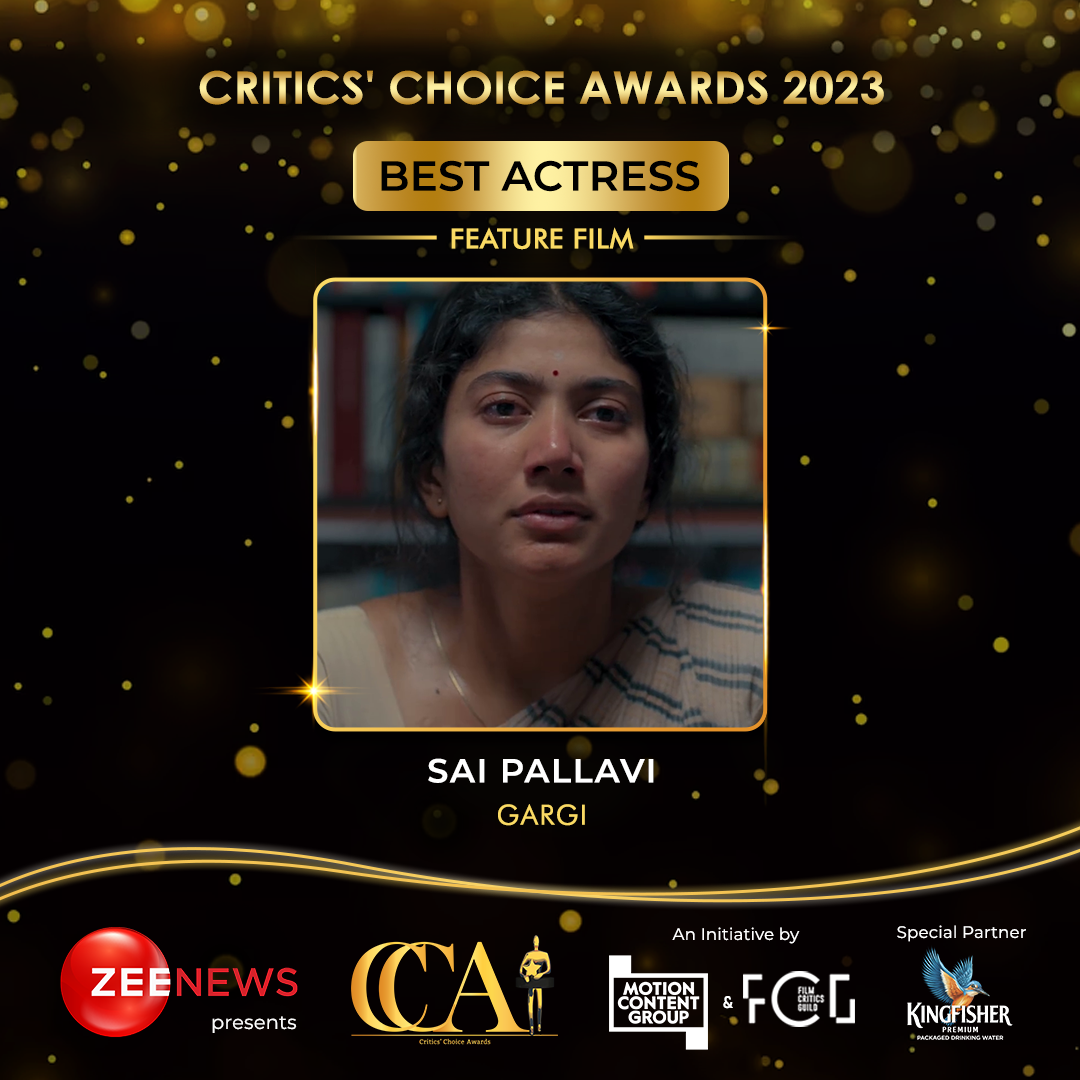 CRITICS' CHOICE AWARDS 2023
BEST ACTRESS
FEATURE FILM
SAI PALLAVI
GARGI
ZEENEWS
presents
CCA
Critics' Choice Awards
An Initiative by
MOTION
CONTENT
GROUP
&
FCG
FILM
CRITICS
GUILD
Special Partner
KINGFISHER
PREMIUM
PACKAGED DRINKING WATER